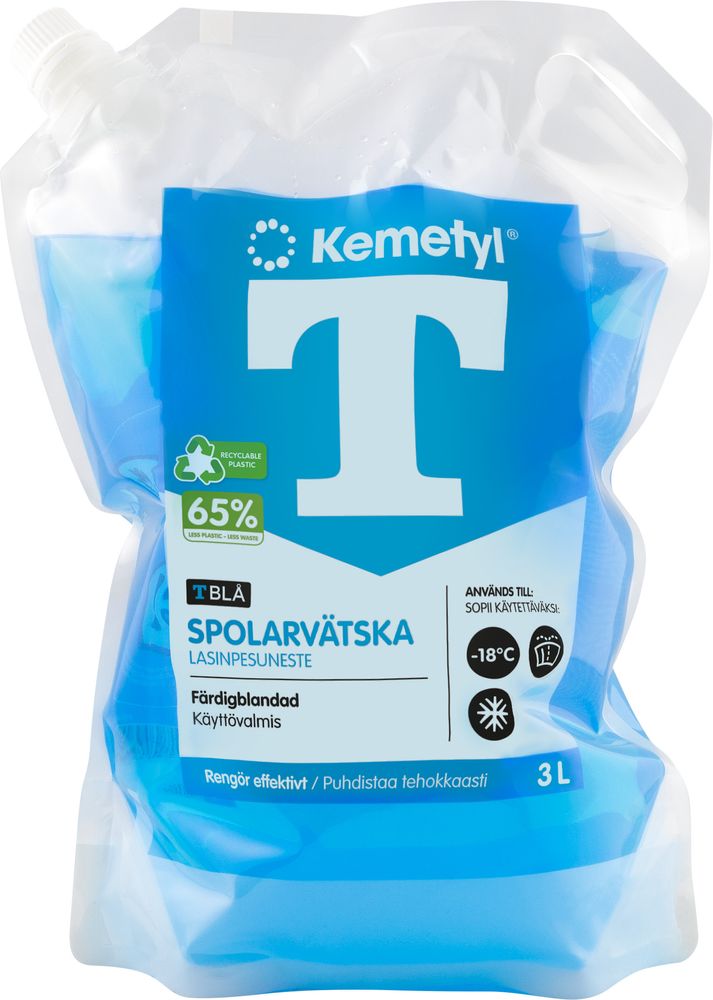 Kemetyl®
T
RECYCLABLE
PLASTIC
65%
LESS PLASTIC - LESS WASTE
T BLÅ
SPOLARVÄTSKA
LASINPESUNESTE
Färdigblandad
Käyttövalmis
ANVÄNDS TILL:
SOPII KÄYTETTÄVÄKSI:
-18°C
Rengör effektivt / Puhdistaa tehokkaasti
3 L